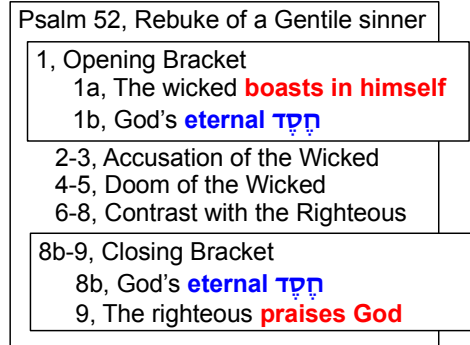 Psalm 52, Rebuke of a Gentile sinner
1, Opening Bracket
1a, The wicked boasts in himself
1b, God's eternal חֶסֶד
2-3, Accusation of the Wicked
4-5, Doom of the Wicked
6-8, Contrast with the Righteous
8b-9, Closing Bracket
8b, God's eternal חֶסֶד
9, The righteous praises God